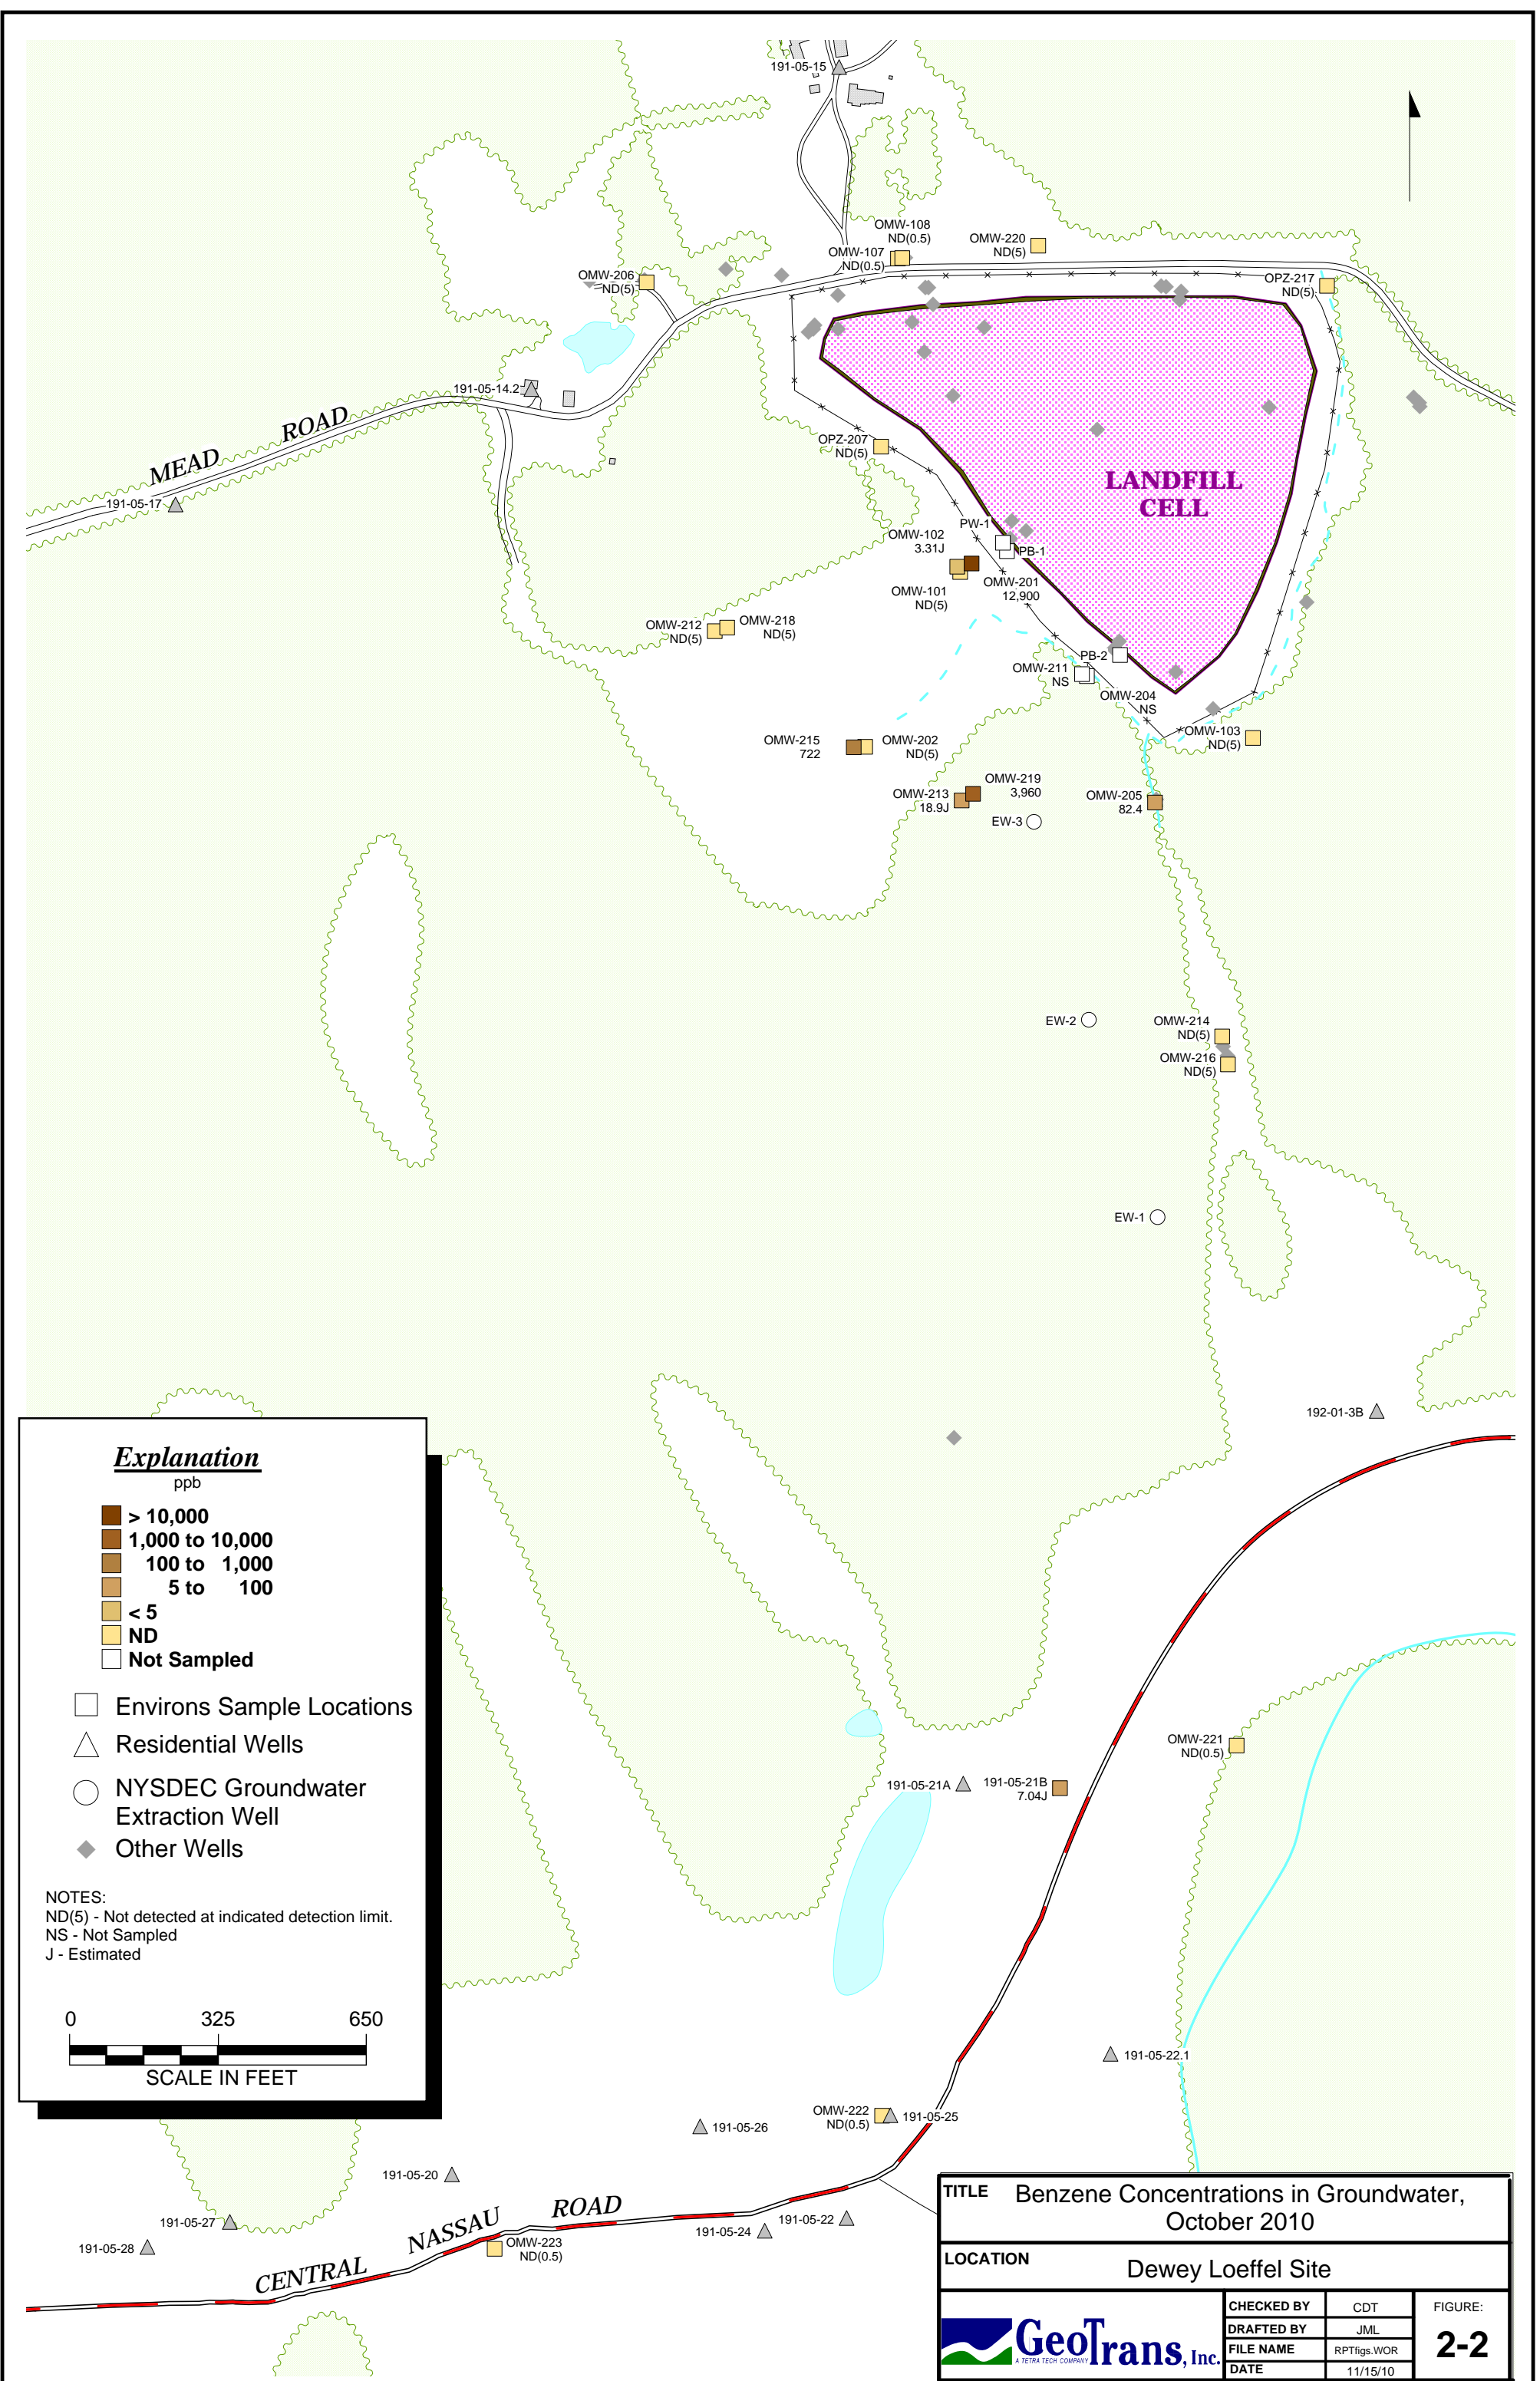 191-05-15
OMW-108
ND(0.5)
OMW-107
ND(0.5)
OMW-220
ND(5)
OMW-206
ND(5)
OPZ-217
ND(5)
191-05-14.2
MEAD ROAD
191-05-17
OPZ-207
ND(5)
LANDFILL
CELL
PW-1
OMW-102
3.31J
PB-1
OMW-201
12,900
OMW-101
ND(5)
OMW-212
ND(5)
OMW-218
ND(5)
PB-2
OMW-211
NS
OMW-204
NS
OMW-103
ND(5)
OMW-215
722
OMW-202
ND(5)
OMW-219
3,960
OMW-213
18.9J
OMW-205
82.4
EW-3
EW-2
OMW-214
ND(5)
OMW-216
ND(5)
EW-1
192-01-3B
Explanation
ppb
> 10,000
1,000 to 10,000
100 to 1,000
5 to 100
< 5
ND
Not Sampled
Environs Sample Locations
Residential Wells
NYSDEC Groundwater
Extraction Well
Other Wells
NOTES:
ND(5) - Not detected at indicated detection limit.
NS - Not Sampled
J - Estimated
0 325 650
SCALE IN FEET
OMW-221
ND(0.5)
191-05-21A
191-05-21B
7.04J
191-05-22.1
OMW-222
ND(0.5)
191-05-25
191-05-26
191-05-20
191-05-27
191-05-28
191-05-22
191-05-24
CENTRAL NASSAU ROAD
OMW-223
ND(0.5)
TITLE Benzene Concentrations in Groundwater,
October 2010
LOCATION
Dewey Loeffel Site
GeoTrans, Inc.
A TETRA TECH COMPANY
CHECKED BY CDT
DRAFTED BY JML
FILE NAME RPTfigs.WOR
DATE 11/15/10
FIGURE:
2-2